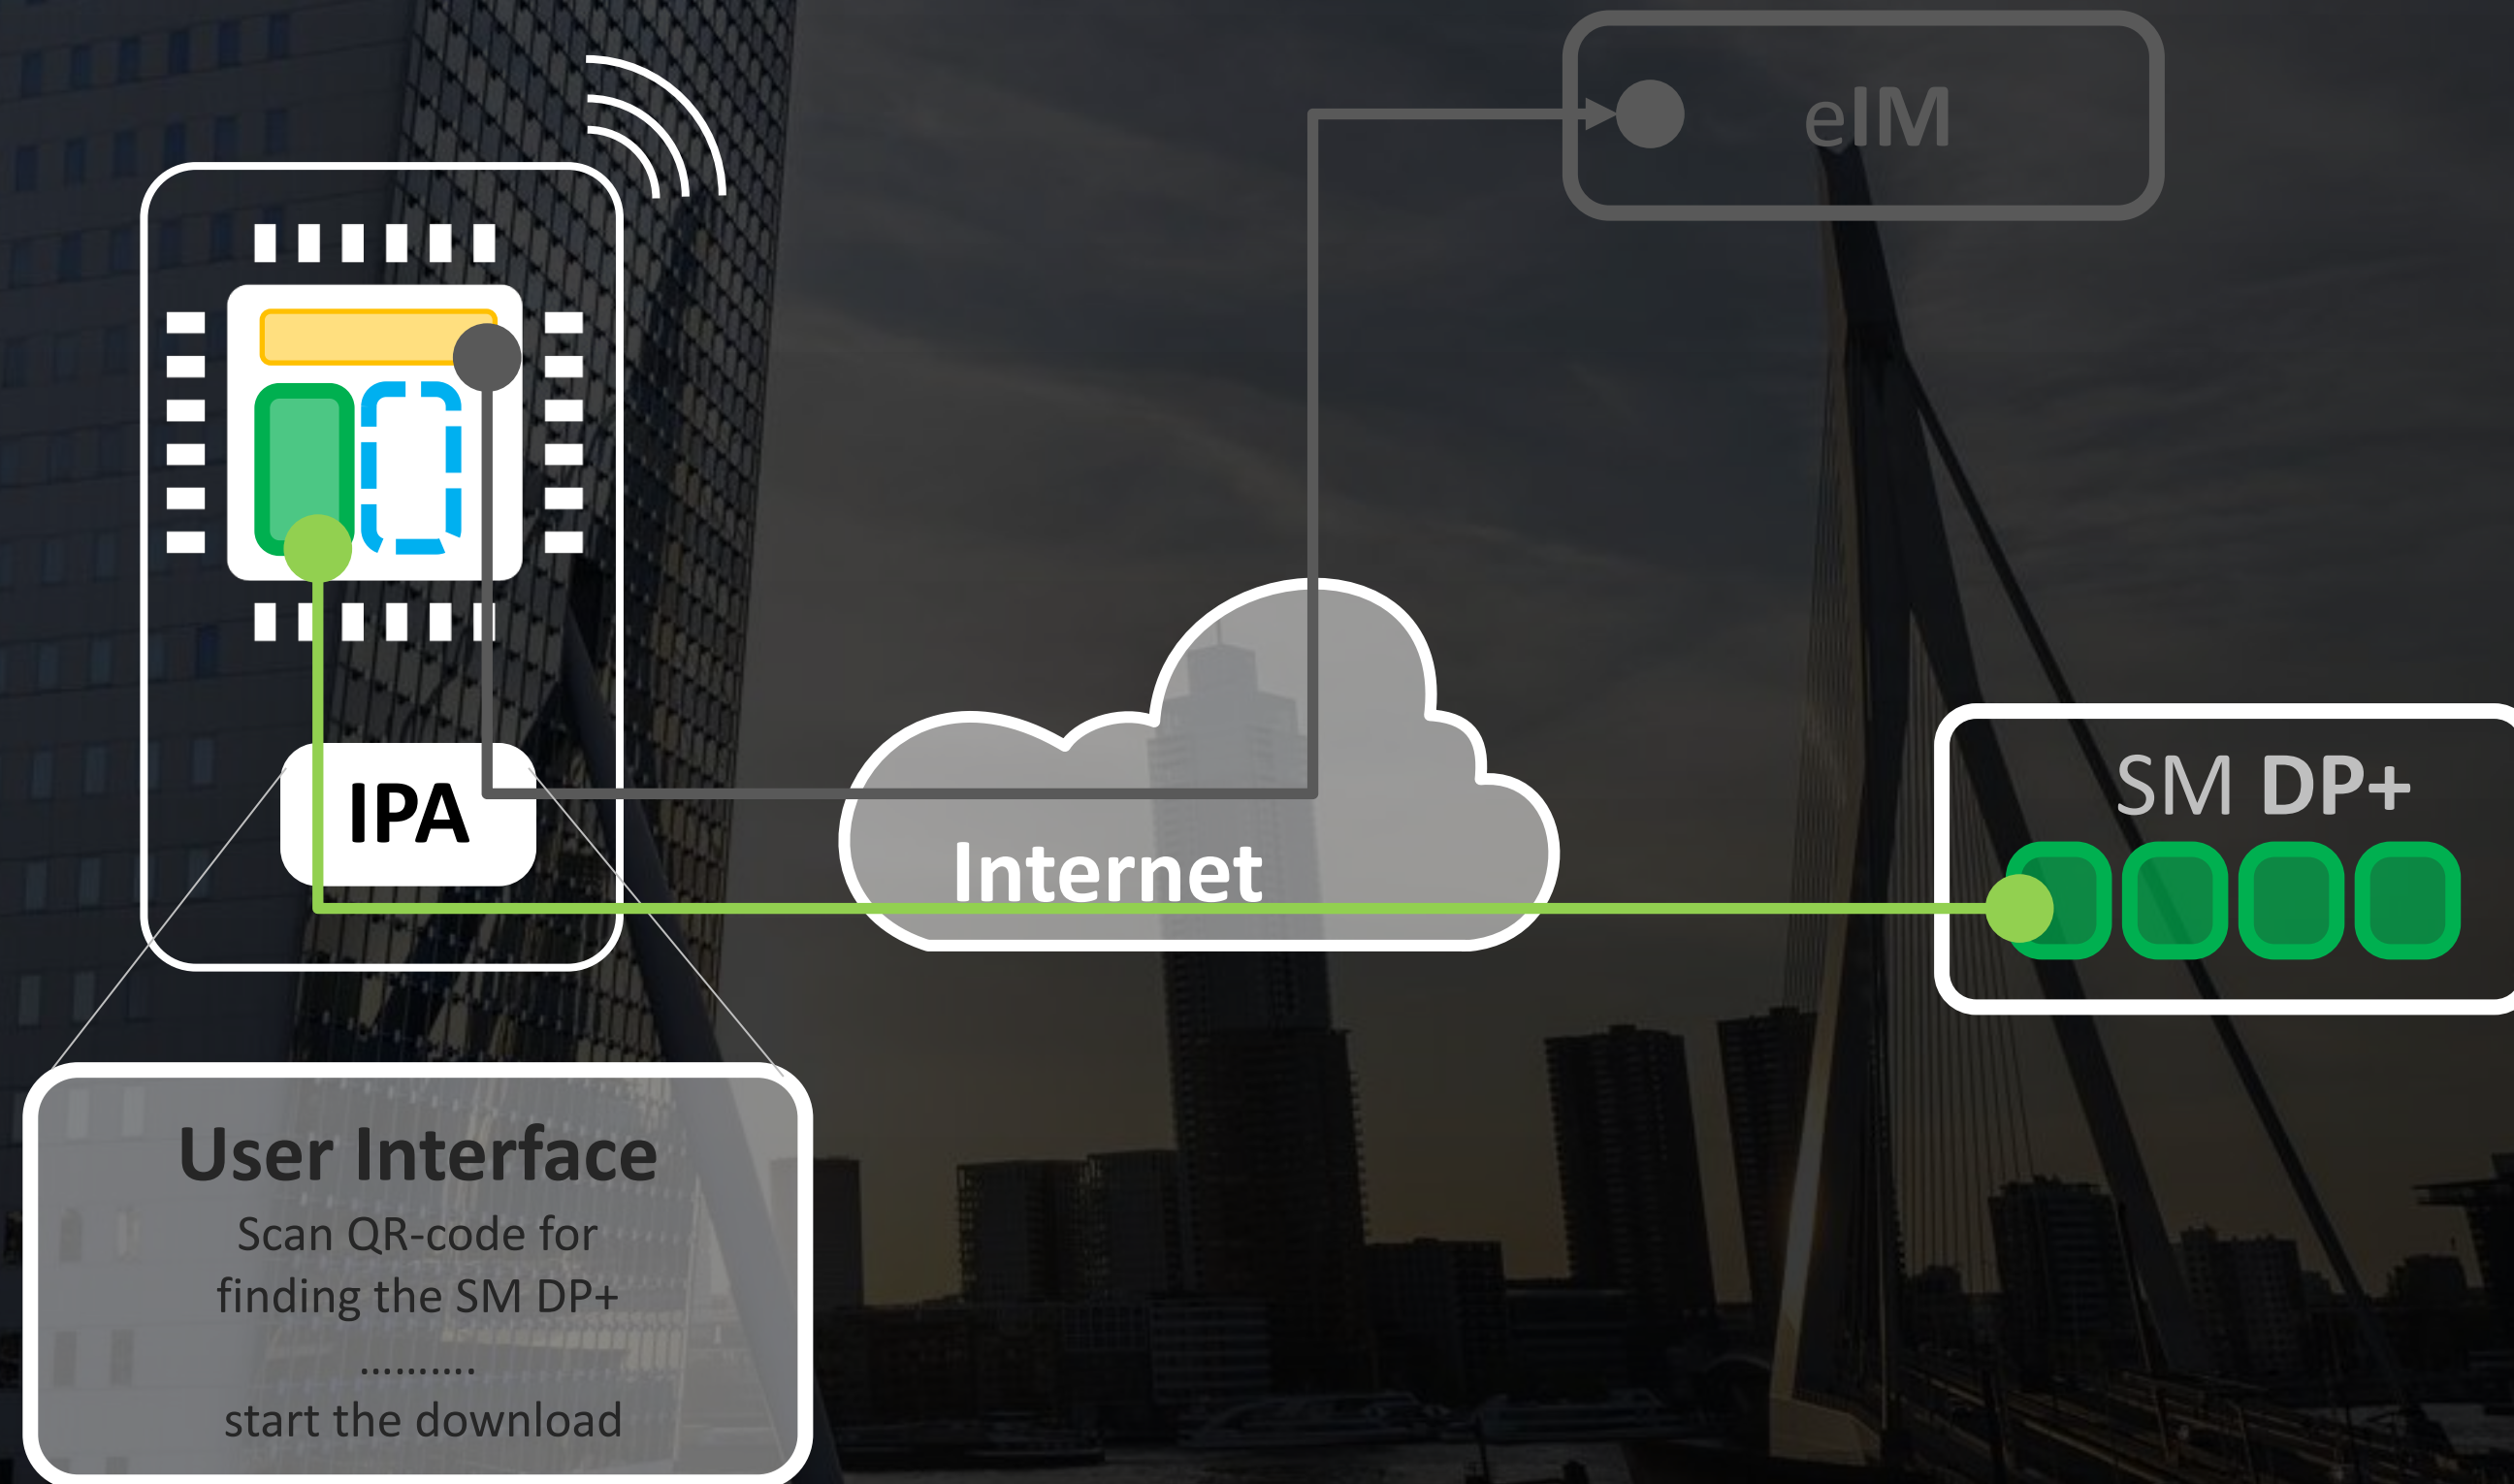 eIM
IPA
Internet
SM DP+
User Interface
Scan QR-code for
finding the SM DP+
..........
start the download